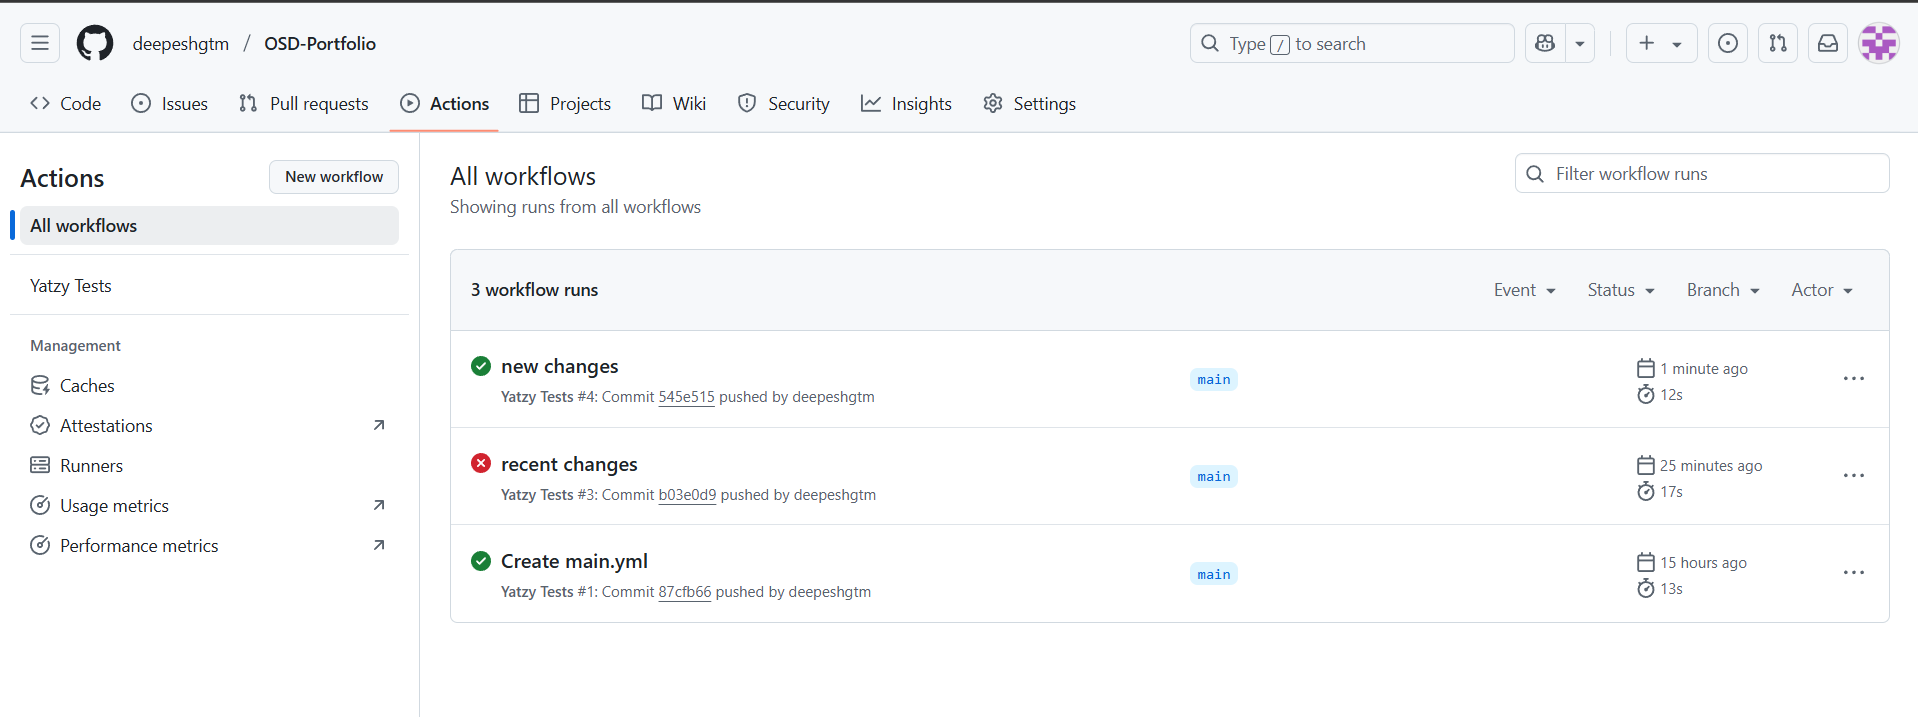 deepeshgtm / OSD-Portfolio
Type / to search
Code
Issues
Pull requests
Actions
Projects
Wiki
Security
Insights
Settings
Actions
New workflow
All workflows
Yatzy Tests
Management
Caches
Attestations
Runners
Usage metrics
Performance metrics
All workflows
Showing runs from all workflows
Filter workflow runs
3 workflow runs
Event
Status
Branch
Actor
new changes
Yatzy Tests #4: Commit 545e515 pushed by deepeshgtm
main
1 minute ago
12s
recent changes
Yatzy Tests #3: Commit b03e0d9 pushed by deepeshgtm
main
25 minutes ago
17s
Create main.yml
Yatzy Tests #1: Commit 87cfb66 pushed by deepeshgtm
main
15 hours ago
13s